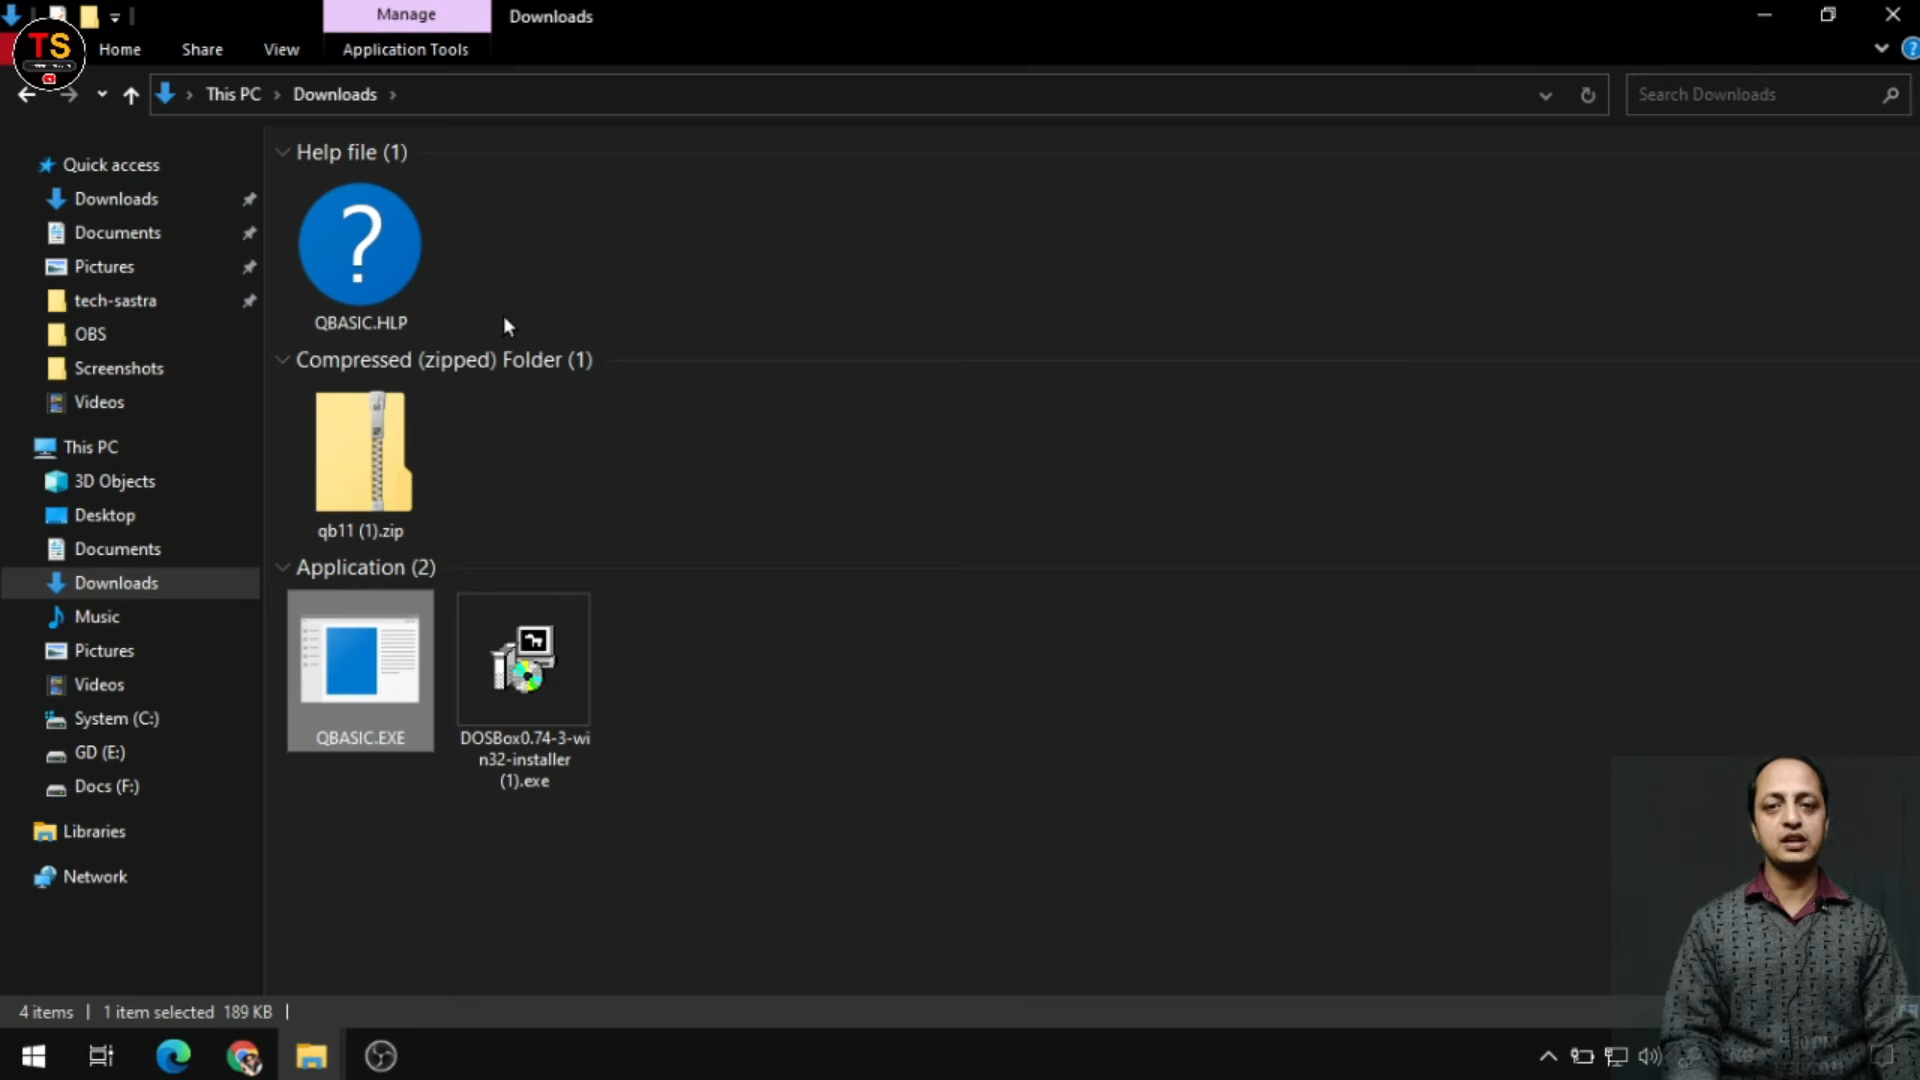 Manage
Downloads
TS
Home
Share
View
Application Tools
This PC
Downloads
Search Downloads
Quick access
Downloads
Documents
Pictures
tech-sastra
OBS
Screenshots
Videos
This PC
3D Objects
Desktop
Documents
Downloads
Music
Pictures
Videos
System (C:)
GD (E:)
Docs (F:)
Libraries
Network
Help file (1)
QBASIC.HLP
Compressed (zipped) Folder (1)
qb11 (1).zip
Application (2)
QBASIC.EXE
DOSBox0.74-3-wi
n32-installer
(1).exe
4 items
1 item selected 189 KB